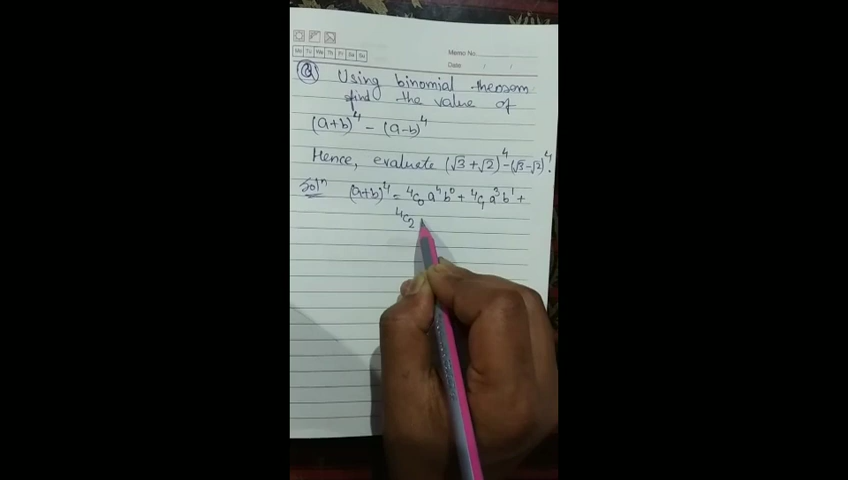 Mo Tu We Th Fr Sa Su
Memo No.
Date / /
Q Using binomial theorem
find the value of
(a+b)⁴ - (a-b)⁴
Hence, evaluate (√3+√2)⁴-(√3-√2)⁴.
Solⁿ (a+b)⁴ = ⁴C₀ a⁴b⁰ + ⁴C₁ a³b¹ +
⁴C₂